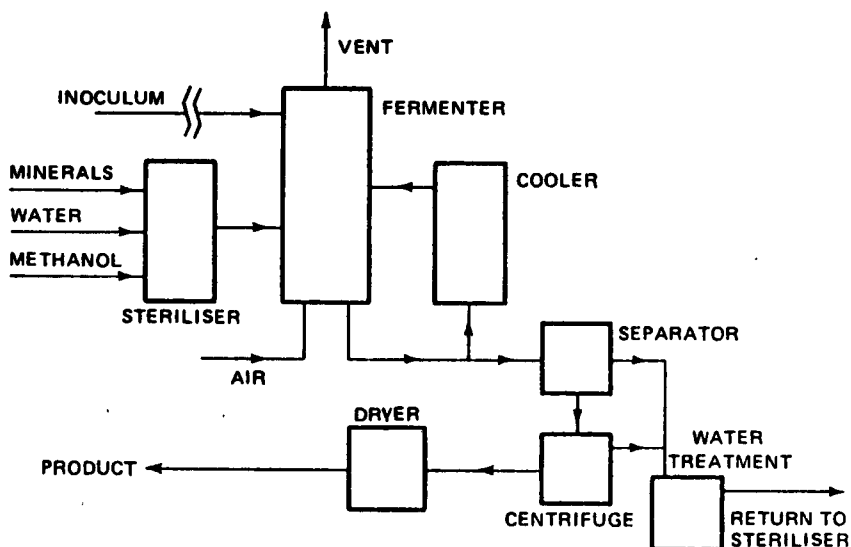 VENT
INOCULUM
FERMENTER
MINERALS
COOLER
WATER
METHANOL
STERILISER
SEPARATOR
AIR
DRYER
WATER
TREATMENT
PRODUCT
CENTRIFUGE
RETURN TO
STERILISER